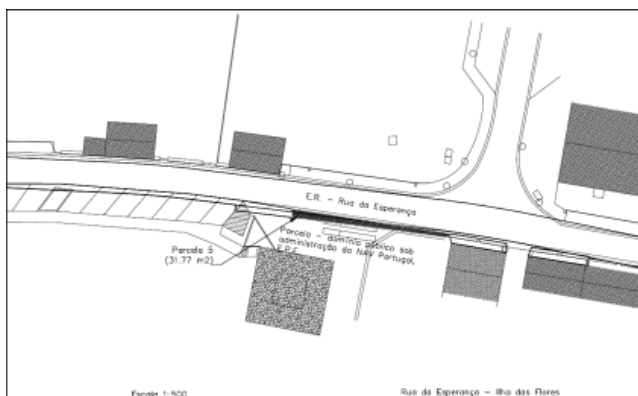 E.R. - Rua da Esperança
Parcela - domínio público sob
administração da NAV Portugal,
E.P.E.
Parcela 5
(31.77 m2)
Escala 1:500
Rua da Esperança - Ilha das Flores